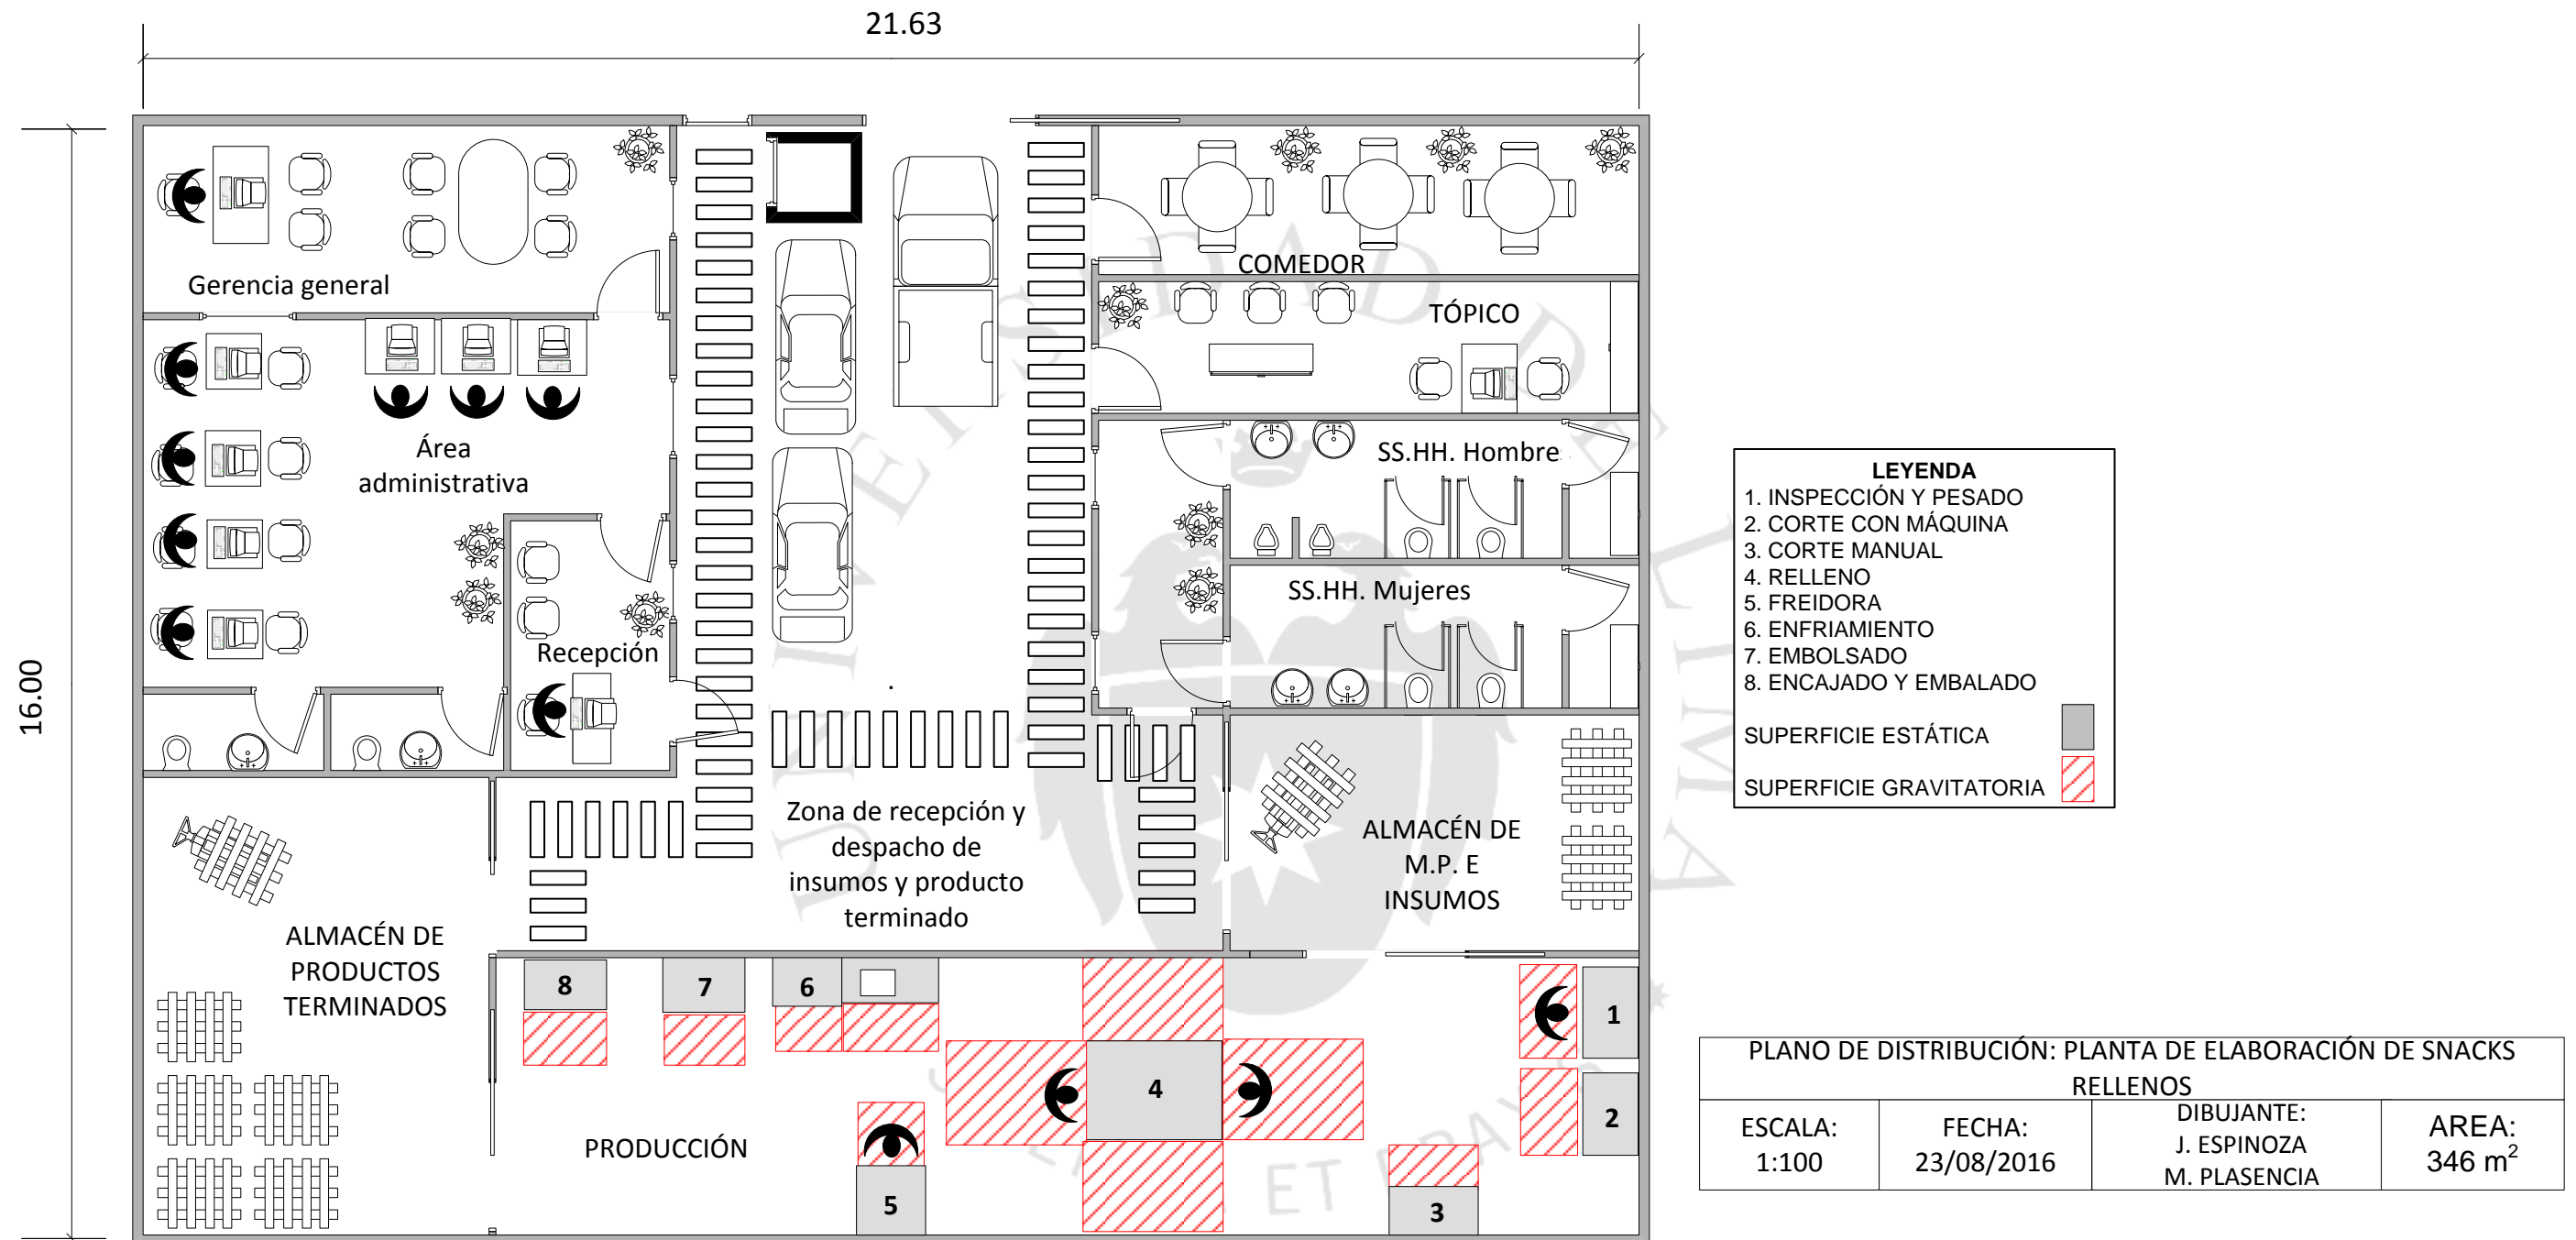 21.63
16.00
Gerencia general
COMEDOR
TÓPICO
Área
administrativa
SS.HH. Hombre
SS.HH. Mujeres
Recepción
Zona de recepción y
despacho de
insumos y producto
terminado
ALMACÉN DE
M.P. E
INSUMOS
ALMACÉN DE
PRODUCTOS
TERMINADOS
8
7
6
1
4
2
PRODUCCIÓN
5
3
UNIVERSIDAD DE LIMA
ET
LEYENDA
1. INSPECCIÓN Y PESADO
2. CORTE CON MÁQUINA
3. CORTE MANUAL
4. RELLENO
5. FREIDORA
6. ENFRIAMIENTO
7. EMBOLSADO
8. ENCAJADO Y EMBALADO
SUPERFICIE ESTÁTICA
SUPERFICIE GRAVITATORIA
PLANO DE DISTRIBUCIÓN: PLANTA DE ELABORACIÓN DE SNACKS
RELLENOS
ESCALA:
1:100
FECHA:
23/08/2016
DIBUJANTE:
J. ESPINOZA
M. PLASENCIA
AREA:
346 m²